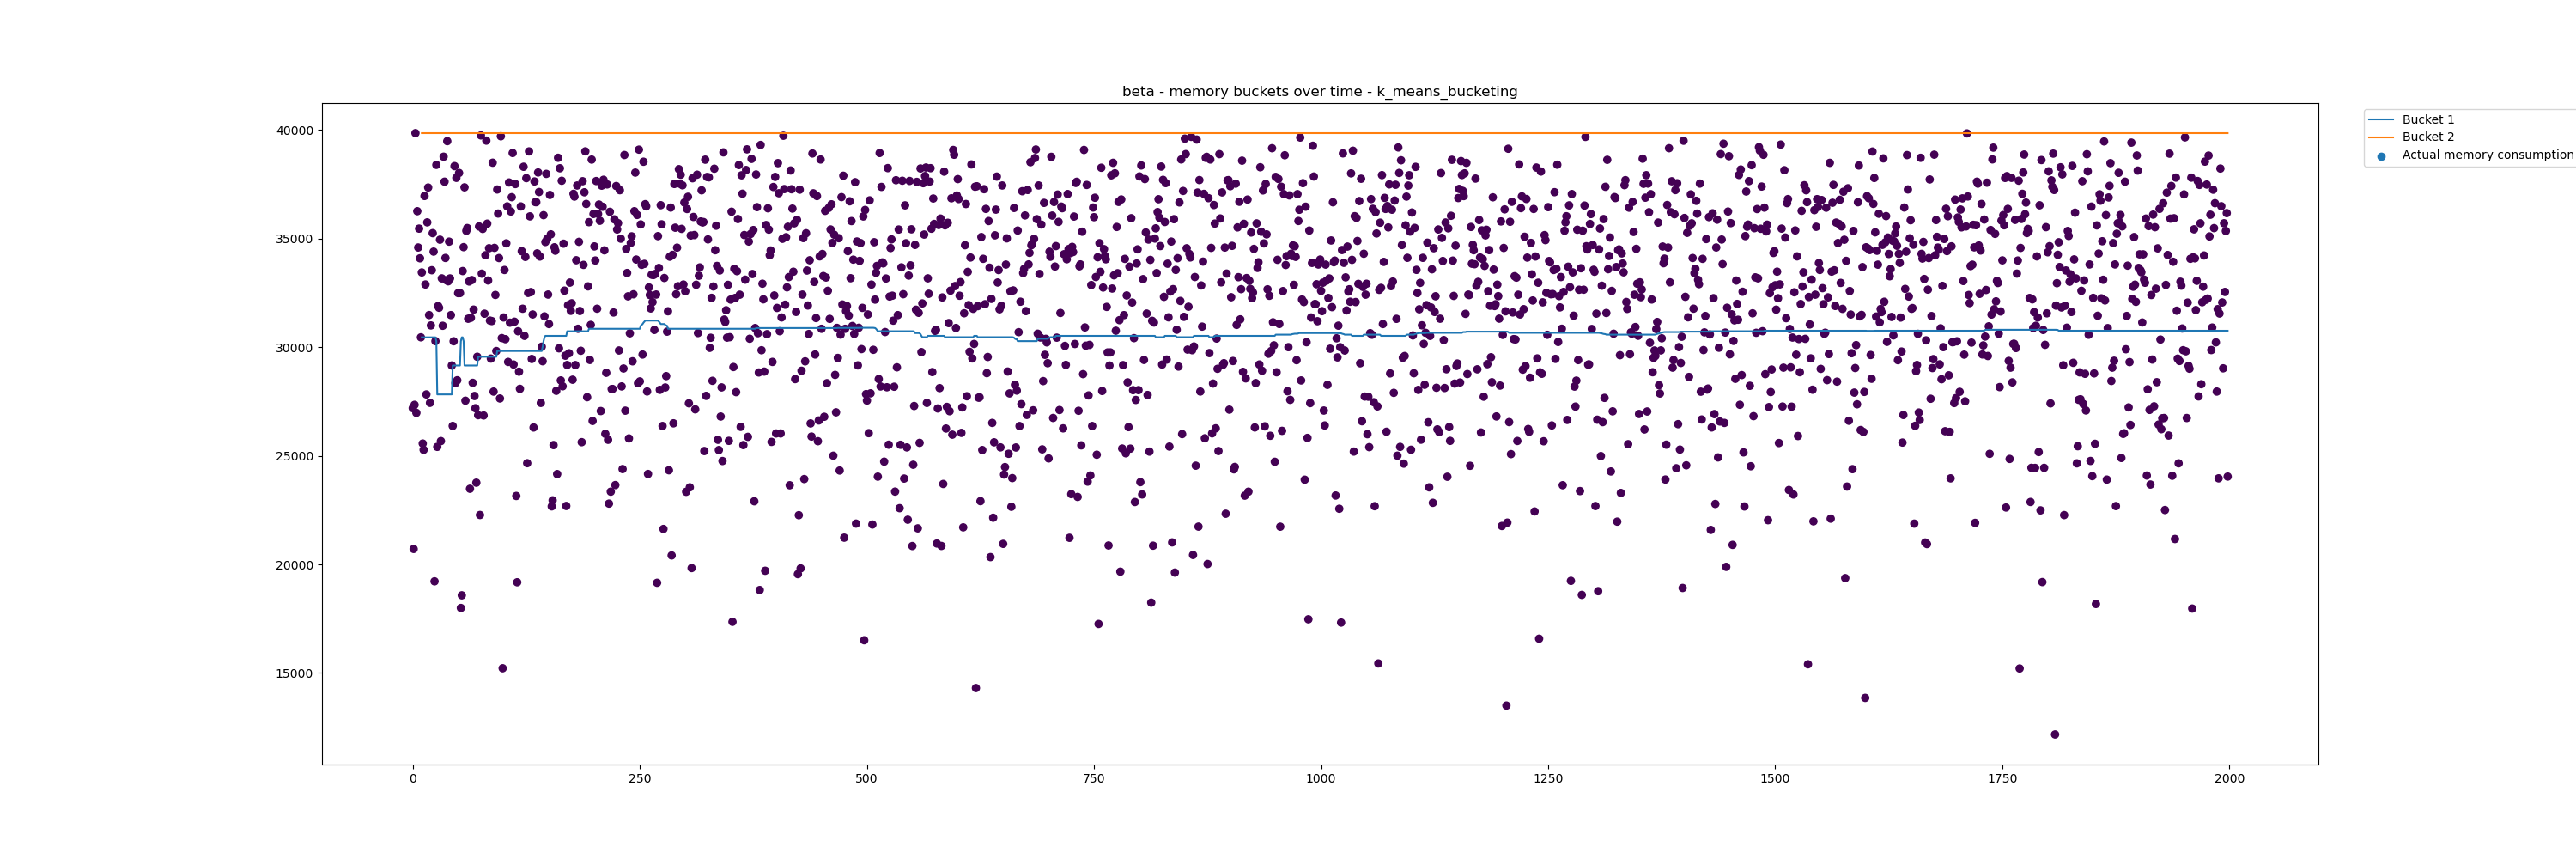 beta - memory buckets over time - k_means_bucketing
40000
35000
30000
25000
20000
15000
0 250 500 750 1000 1250 1500 1750 2000
Bucket 1
Bucket 2
Actual memory consumption